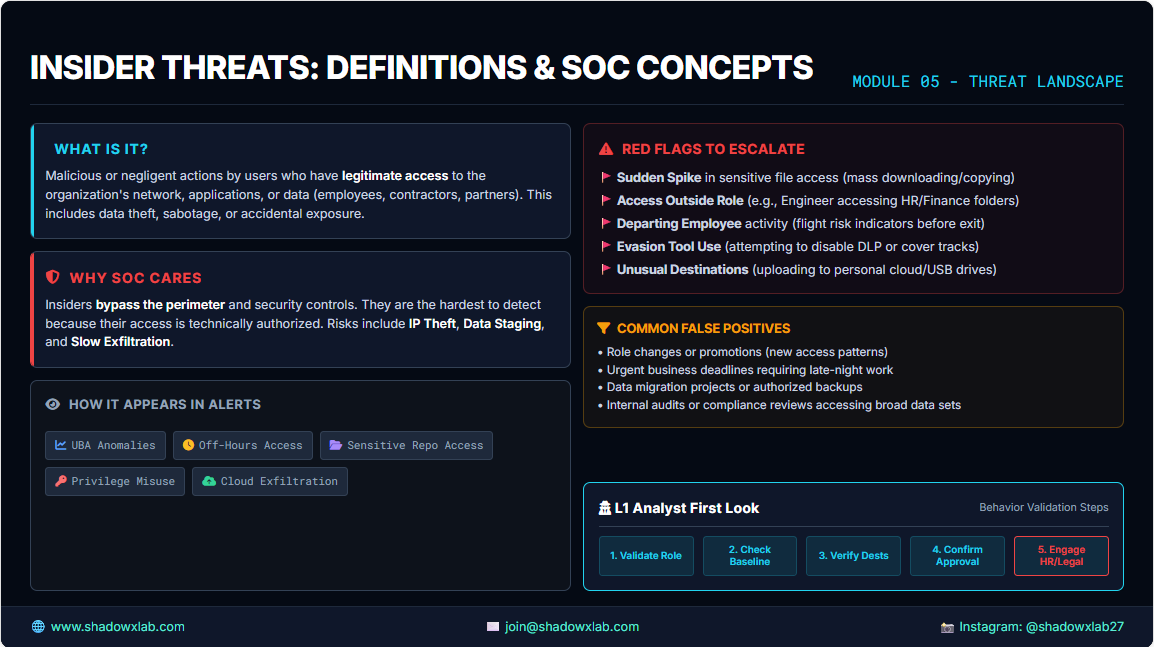 INSIDER THREATS: DEFINITIONS & SOC CONCEPTS
MODULE 05 - THREAT LANDSCAPE
WHAT IS IT?
Malicious or negligent actions by users who have legitimate access to the
organization's network, applications, or data (employees, contractors, partners). This
includes data theft, sabotage, or accidental exposure.
WHY SOC CARES
Insiders bypass the perimeter and security controls. They are the hardest to detect
because their access is technically authorized. Risks include IP Theft, Data Staging,
and Slow Exfiltration.
HOW IT APPEARS IN ALERTS
UBA Anomalies
Off-Hours Access
Sensitive Repo Access
Privilege Misuse
Cloud Exfiltration
RED FLAGS TO ESCALATE
Sudden Spike in sensitive file access (mass downloading/copying)
Access Outside Role (e.g., Engineer accessing HR/Finance folders)
Departing Employee activity (flight risk indicators before exit)
Evasion Tool Use (attempting to disable DLP or cover tracks)
Unusual Destinations (uploading to personal cloud/USB drives)
COMMON FALSE POSITIVES
• Role changes or promotions (new access patterns)
• Urgent business deadlines requiring late-night work
• Data migration projects or authorized backups
• Internal audits or compliance reviews accessing broad data sets
L1 Analyst First Look
Behavior Validation Steps
1. Validate Role
2. Check
Baseline
3. Verify Dests
4. Confirm
Approval
5. Engage
HR/Legal
www.shadowxlab.com
join@shadowxlab.com
Instagram: @shadowxlab27